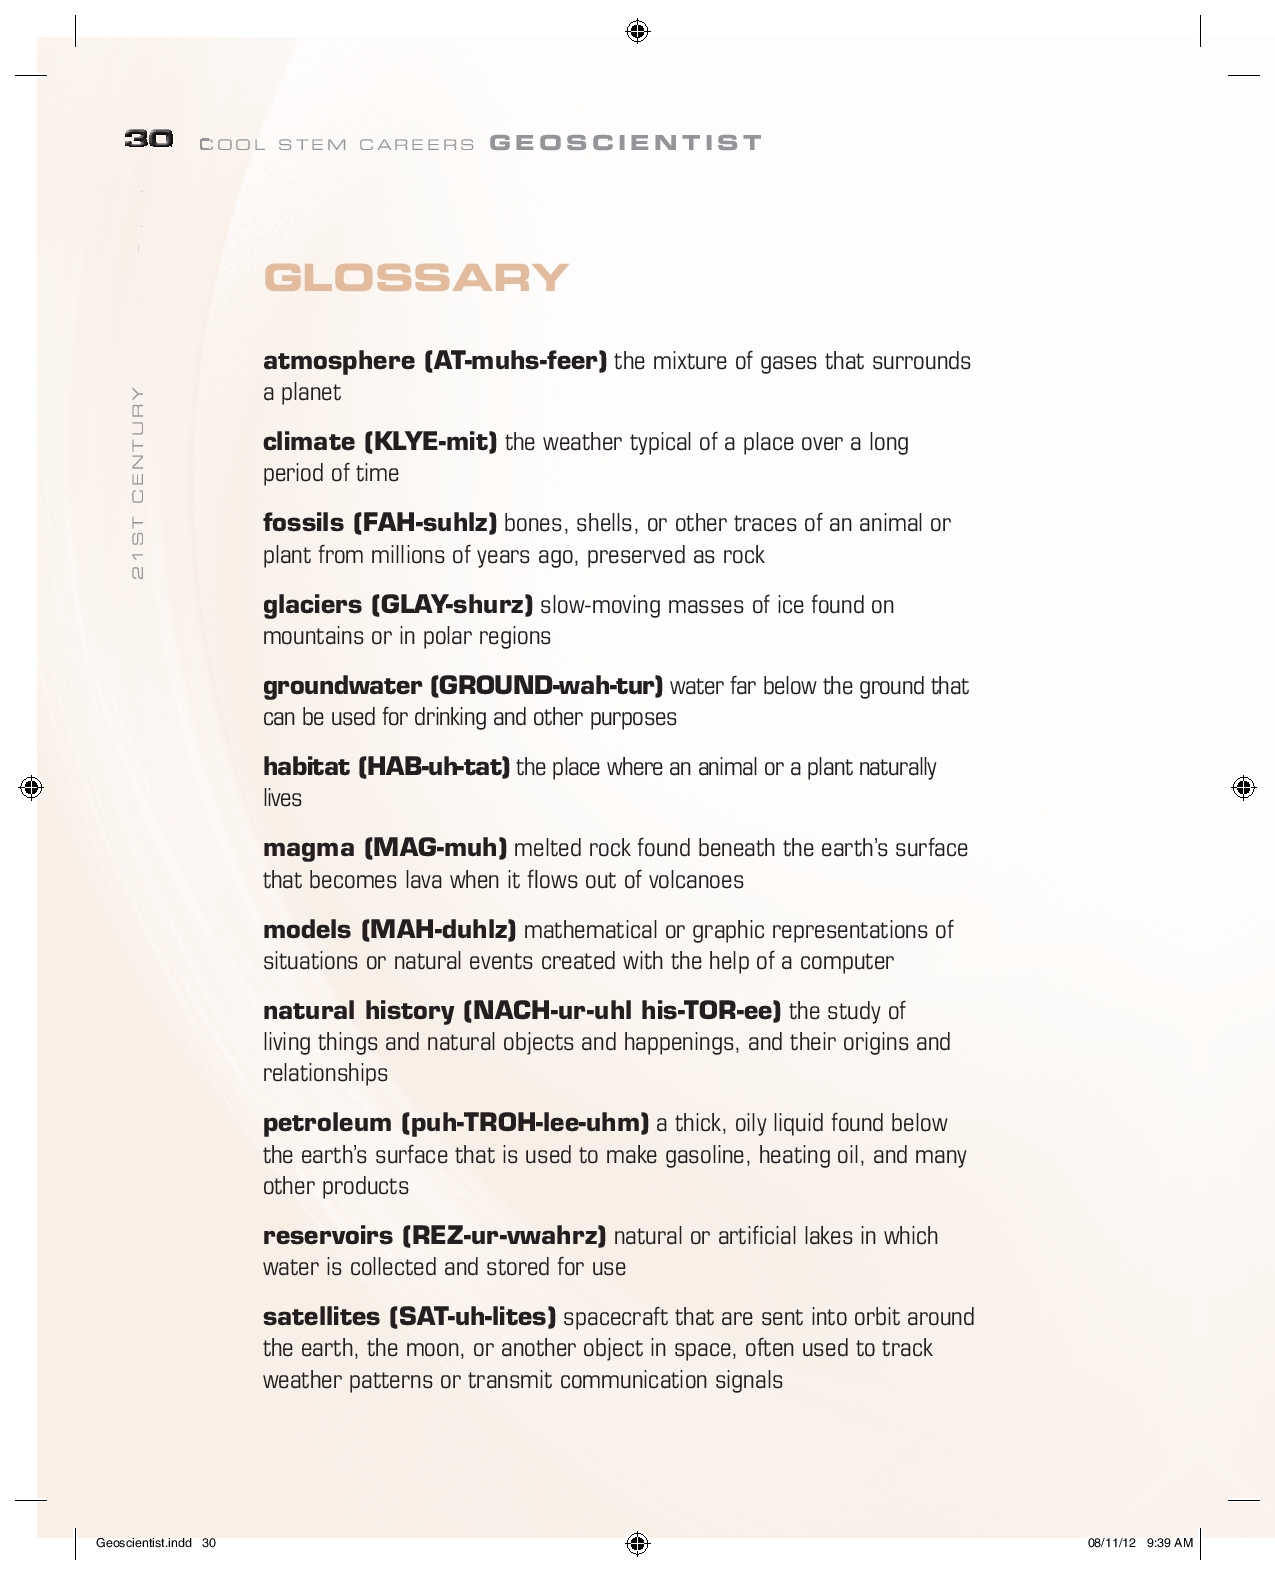 30 COOL STEM CAREERS GEOSCIENTIST
21ST CENTURY
GLOSSARY
atmosphere (AT-muhs-feer) the mixture of gases that surrounds
a planet
climate (KLYE-mit) the weather typical of a place over a long
period of time
fossils (FAH-suhlz) bones, shells, or other traces of an animal or
plant from millions of years ago, preserved as rock
glaciers (GLAY-shurz) slow-moving masses of ice found on
mountains or in polar regions
groundwater (GROUND-wah-tur) water far below the ground that
can be used for drinking and other purposes
habitat (HAB-uh-tat) the place where an animal or a plant naturally
lives
magma (MAG-muh) melted rock found beneath the earth’s surface
that becomes lava when it flows out of volcanoes
models (MAH-duhlz) mathematical or graphic representations of
situations or natural events created with the help of a computer
natural history (NACH-ur-uhl his-TOR-ee) the study of
living things and natural objects and happenings, and their origins and
relationships
petroleum (puh-TROH-lee-uhm) a thick, oily liquid found below
the earth’s surface that is used to make gasoline, heating oil, and many
other products
reservoirs (REZ-ur-vwahrz) natural or artificial lakes in which
water is collected and stored for use
satellites (SAT-uh-lites) spacecraft that are sent into orbit around
the earth, the moon, or another object in space, often used to track
weather patterns or transmit communication signals
Geoscientist.indd 30 08/11/12 9:39 AM